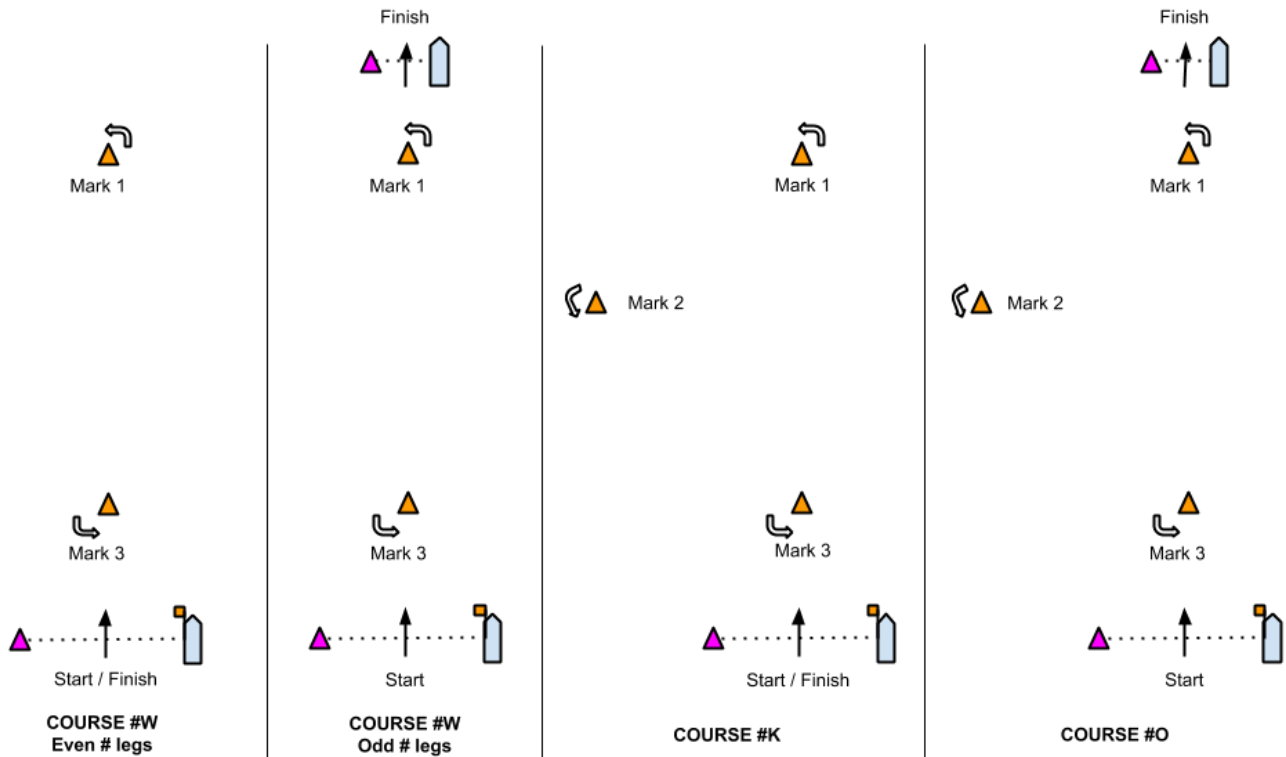 Finish
Mark 1
Mark 3
Start / Finish
COURSE #W
Even # legs
Mark 1
Mark 3
Start
COURSE #W
Odd # legs
Mark 1
Mark 2
Mark 3
Start / Finish
COURSE #K
Finish
Mark 1
Mark 2
Mark 3
Start
COURSE #O